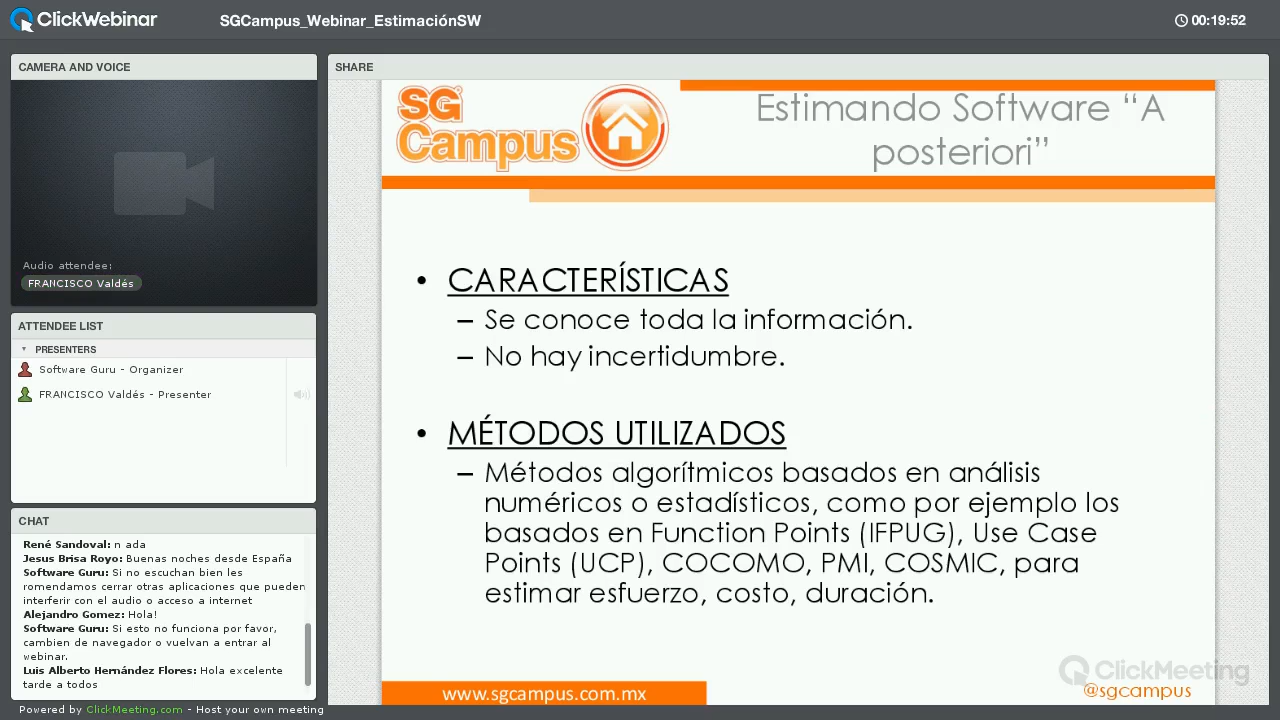 ClickWebinar
SGCampus_Webinar_EstimaciónSW
00:19:52
CAMERA AND VOICE
Audio attendee:
FRANCISCO Valdés
ATTENDEE LIST
PRESENTERS
Software Guru - Organizer
FRANCISCO Valdés - Presenter
CHAT
René Sandoval: n ada
Jesus Brisa Royo: Buenas noches desde España
Software Guru: Si no escuchan bien les
romendamos cerrar otras aplicaciones que pueden
interferir con el audio o acceso a internet
Alejandro Gomez: Hola!
Software Guru: Si esto no funciona por favor,
cambien de navegador o vuelvan a entrar al
webinar.
Luis Alberto Hernández Flores: Hola excelente
tarde a todos
Powered by ClickMeeting.com - Host your own meeting
SHARE
SG
Campus
Estimando Software “A
posteriori”
• CARACTERÍSTICAS
– Se conoce toda la información.
– No hay incertidumbre.
• MÉTODOS UTILIZADOS
– Métodos algorítmicos basados en análisis
numéricos o estadísticos, como por ejemplo los
basados en Function Points (IFPUG), Use Case
Points (UCP), COCOMO, PMI, COSMIC, para
estimar esfuerzo, costo, duración.
ClickMeeting
www.sgcampus.com.mx
@sgcampus